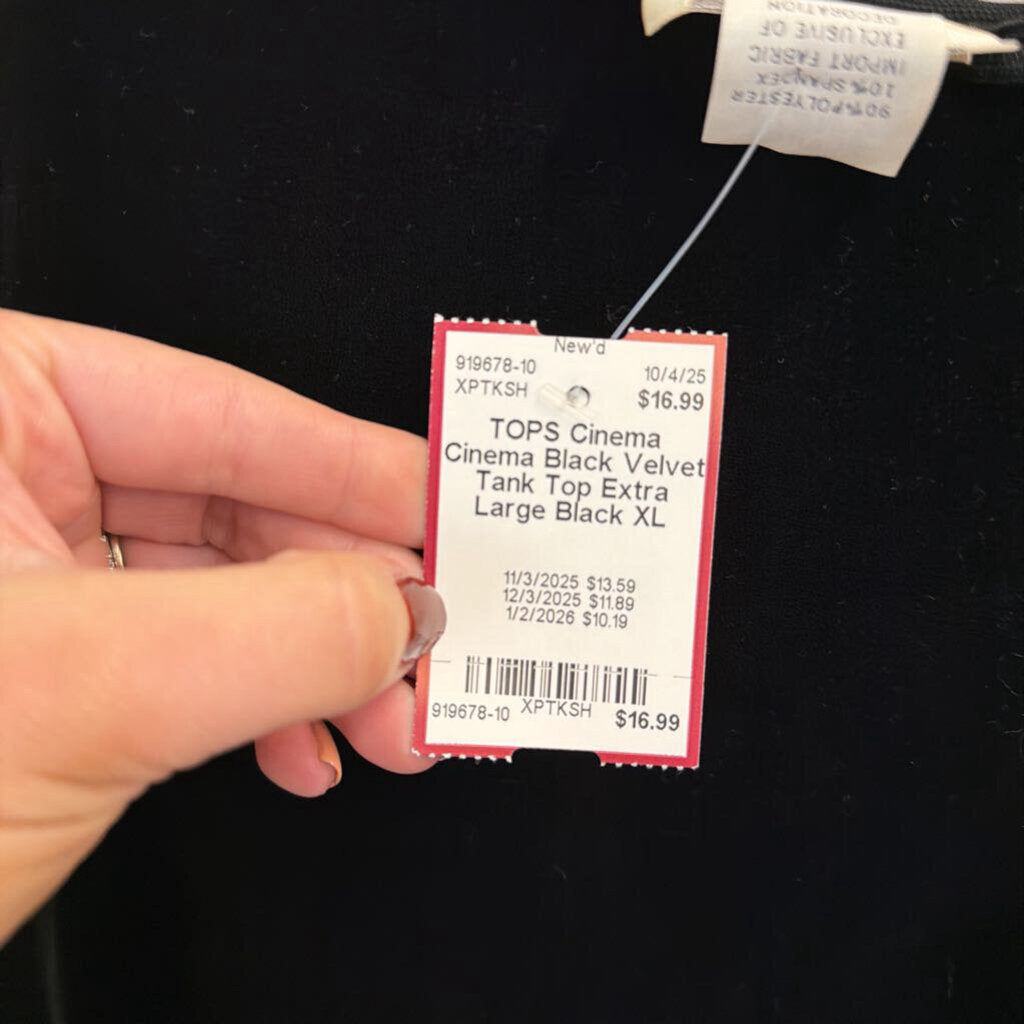 90% POLYESTER
10% SPANDEX
IMPORT FABRIC
EXCLUSIVE OF
DECORATION
New'd
919678-10 10/4/25
XPTKSH $16.99
TOPS Cinema
Cinema Black Velvet
Tank Top Extra
Large Black XL
11/3/2025 $13.59
12/3/2025 $11.89
1/2/2026 $10.19
919678-10 XPTKSH $16.99